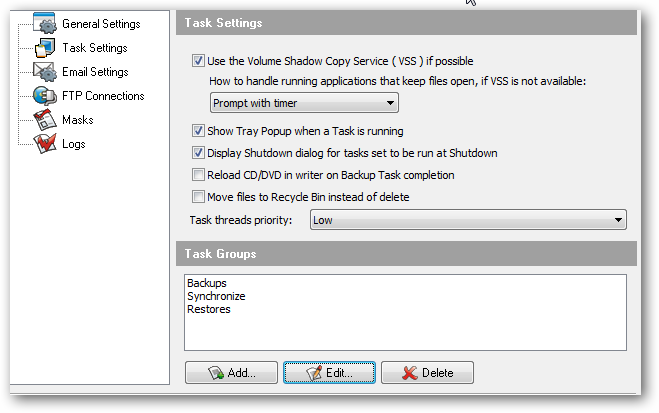 General Settings
Task Settings
Email Settings
FTP Connections
Masks
Logs
Task Settings
Use the Volume Shadow Copy Service ( VSS ) if possible
How to handle running applications that keep files open, if VSS is not available:
Prompt with timer
Show Tray Popup when a Task is running
Display Shutdown dialog for tasks set to be run at Shutdown
Reload CD/DVD in writer on Backup Task completion
Move files to Recycle Bin instead of delete
Task threads priority: Low
Task Groups
Backups
Synchronize
Restores
Add... Edit... Delete